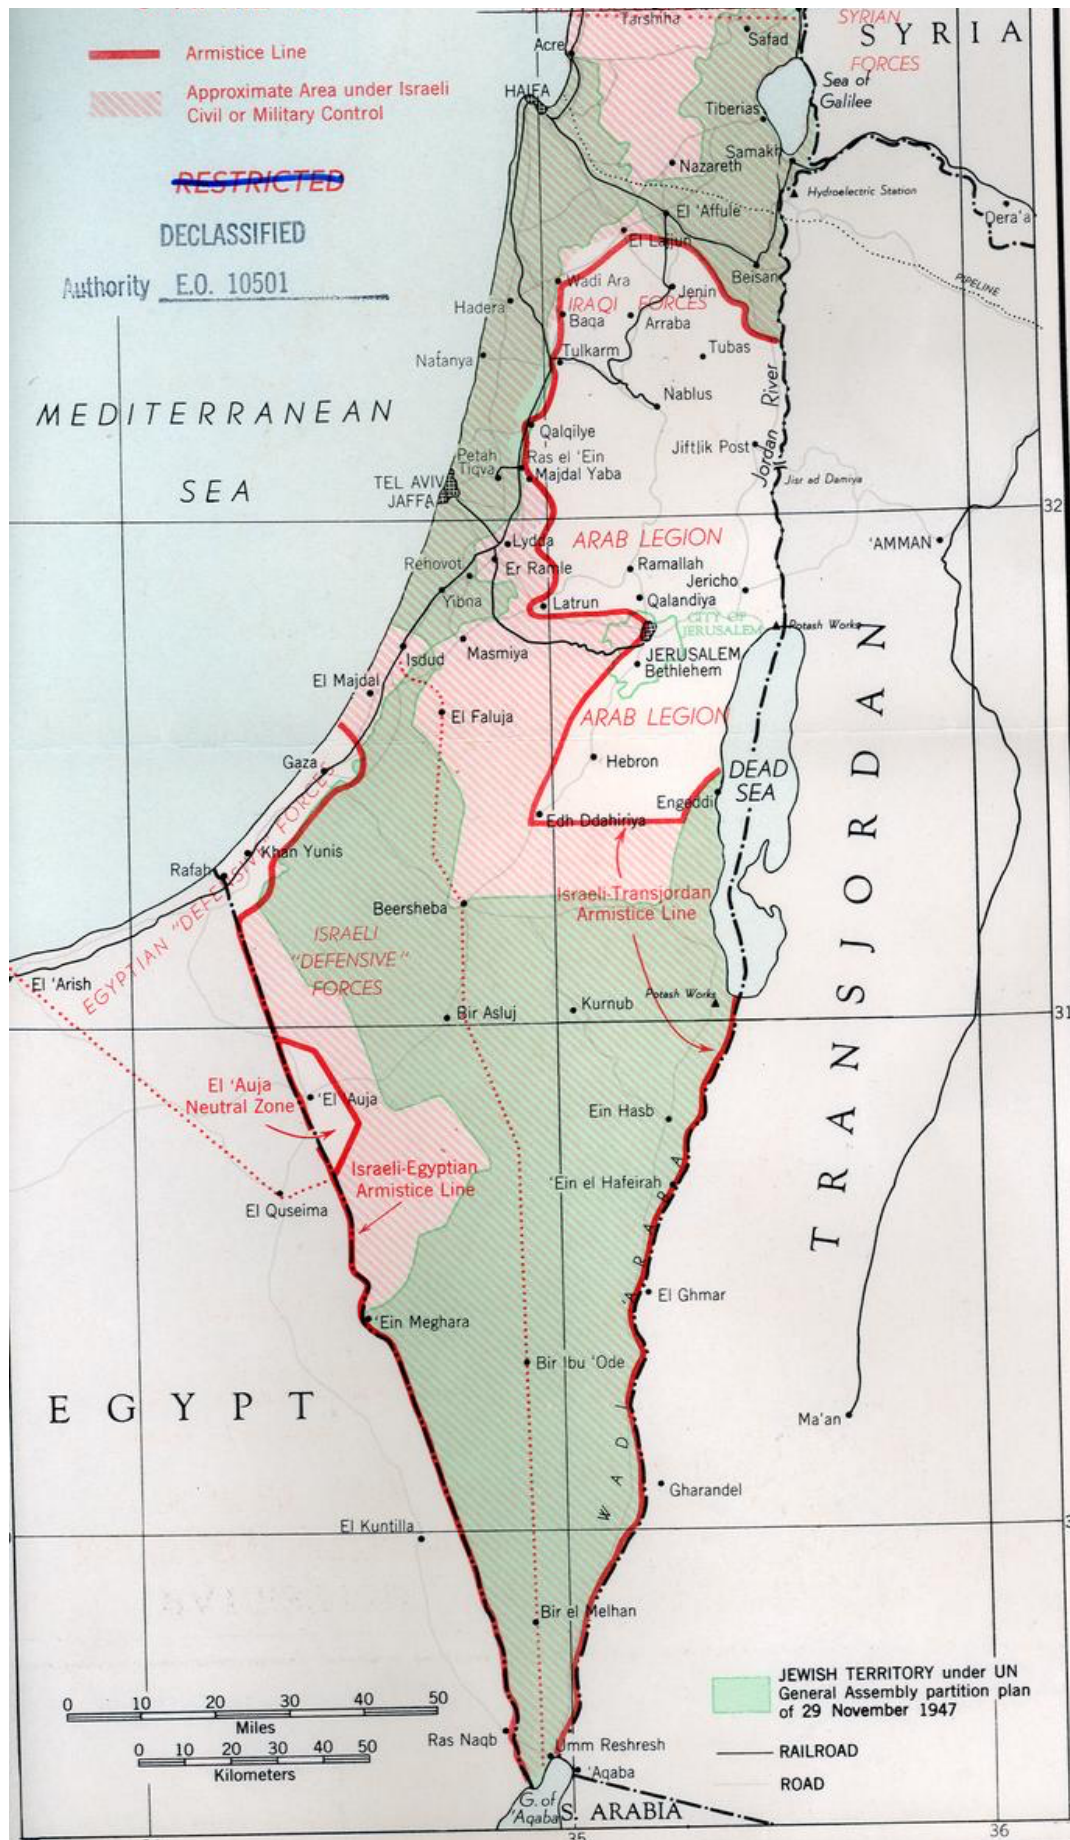 Armistice Line
Approximate Area under Israeli
Civil or Military Control
RESTRICTED
DECLASSIFIED
Authority E.O. 10501
Tarshiha
SYRIAN
FORCES
SYRIA
Safad
Acre
HAIFA
Sea of
Galilee
Tiberias
Samakh
Nazareth
Hydroelectric Station
El 'Affule
Dera'a
El Lajjun
Beisan
PIPELINE
Wadi Ara
Jenin
IRAQI FORCES
Hadera
Baqa
Arraba
Tulkarm
Tubas
Natanya
Nablus
MEDITERRANEAN
SEA
Jordan River
Qalqilye
Jiftlik Post
Petah
Tiqva
Ras el 'Ein
Majdal Yaba
Jisr ad Damiya
TEL AVIV
JAFFA
32
Lydda
ARAB LEGION
'AMMAN
Rehovot
Er Ramle
Ramallah
Jericho
Yibna
Latrun
Qalandiya
CITY OF
JERUSALEM
Potash Works
Isdud
Masmiya
JERUSALEM
Bethlehem
El Majdal
El Faluja
ARAB LEGION
Gaza
Hebron
DEAD
SEA
Engeddi
Edh Ddahiriya
TRANSJORDAN
Khan Yunis
Rafah
Israeli-Transjordan
Armistice Line
Beersheba
EGYPTIAN "DEFENSIVE" FORCES
ISRAELI
"DEFENSIVE"
FORCES
El 'Arish
Potash Works
Kurnub
Bir Asluj
31
El 'Auja
Neutral Zone
'El 'Auja
Ein Hasb
Israeli-Egyptian
Armistice Line
'Ein el Hafeirah
El Quseima
WADI 'ARABA
El Ghmar
'Ein Meghara
Bir Ibu 'Ode
EGYPT
Ma'an
Gharandel
El Kuntilla
Bir el Melhan
JEWISH TERRITORY under UN
General Assembly partition plan
of 29 November 1947
0 10 20 30 40 50
Miles
Ras Naqb
Umm Reshresh
RAILROAD
0 10 20 30 40 50
Kilometers
'Aqaba
ROAD
G. of
'Aqaba
S. ARABIA
35
36